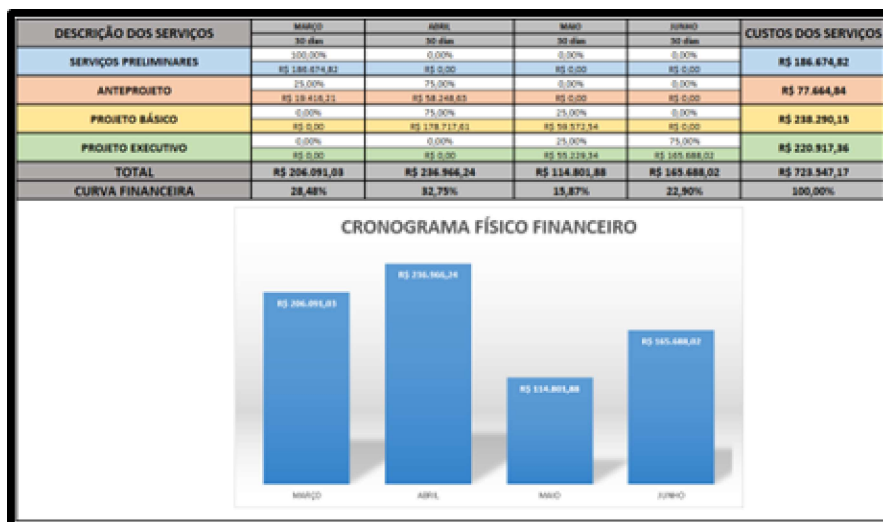 DESCRIÇÃO DOS SERVIÇOS MARÇO ABRIL MAIO JUNHO CUSTOS DOS SERVIÇOS
30 dias 30 dias 30 dias 30 dias
SERVIÇOS PRELIMINARES 100,00% 0,00% 0,00% 0,00% R$ 186.674,82
R$ 186.674,82 R$ 0,00 R$ 0,00 R$ 0,00
ANTEPROJETO 25,00% 75,00% 0,00% 0,00% R$ 77.664,84
R$ 19.416,21 R$ 58.248,63 R$ 0,00 R$ 0,00
PROJETO BÁSICO 0,00% 75,00% 25,00% 0,00% R$ 238.290,15
R$ 0,00 R$ 178.717,61 R$ 59.572,54 R$ 0,00
PROJETO EXECUTIVO 0,00% 0,00% 25,00% 75,00% R$ 220.917,36
R$ 0,00 R$ 0,00 R$ 55.229,34 R$ 165.688,02
TOTAL R$ 206.091,03 R$ 236.966,24 R$ 114.801,88 R$ 165.688,02 R$ 723.547,17
CURVA FINANCEIRA 28,48% 32,75% 15,87% 22,90% 100,00%
CRONOGRAMA FÍSICO FINANCEIRO
R$ 236.966,24
R$ 206.091,03
R$ 165.688,02
R$ 114.801,88
MARÇO ABRIL MAIO JUNHO